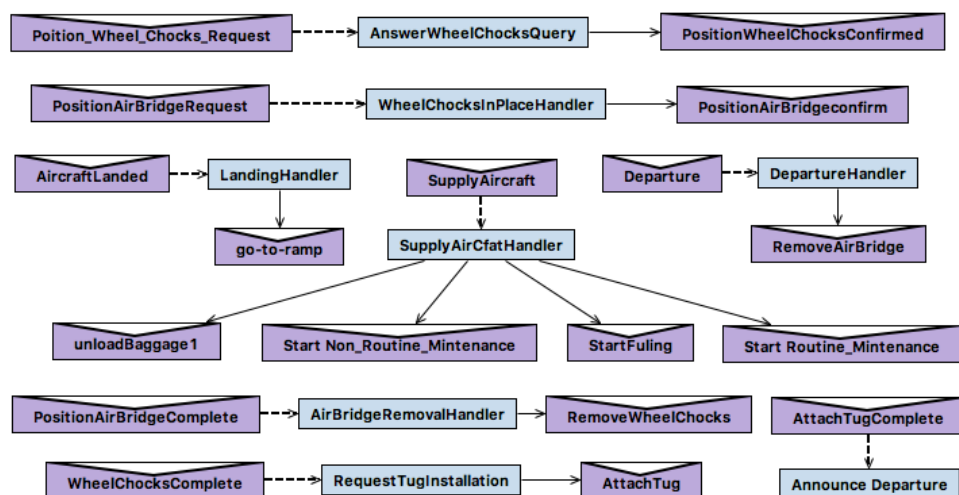 Poition_Wheel_Chocks_Request
AnswerWheelChocksQuery
PositionWheelChocksConfirmed
PositionAirBridgeRequest
WheelChocksInPlaceHandler
PositionAirBridgeconfirm
AircraftLanded
LandingHandler
SupplyAircraft
Departure
DepartureHandler
go-to-ramp
SupplyAirCfatHandler
RemoveAirBridge
unloadBaggage1
Start Non_Routine_Mintenance
StartFuling
Start Routine_Mintenance
PositionAirBridgeComplete
AirBridgeRemovalHandler
RemoveWheelChocks
AttachTugComplete
WheelChocksComplete
RequestTugInstallation
AttachTug
Announce Departure